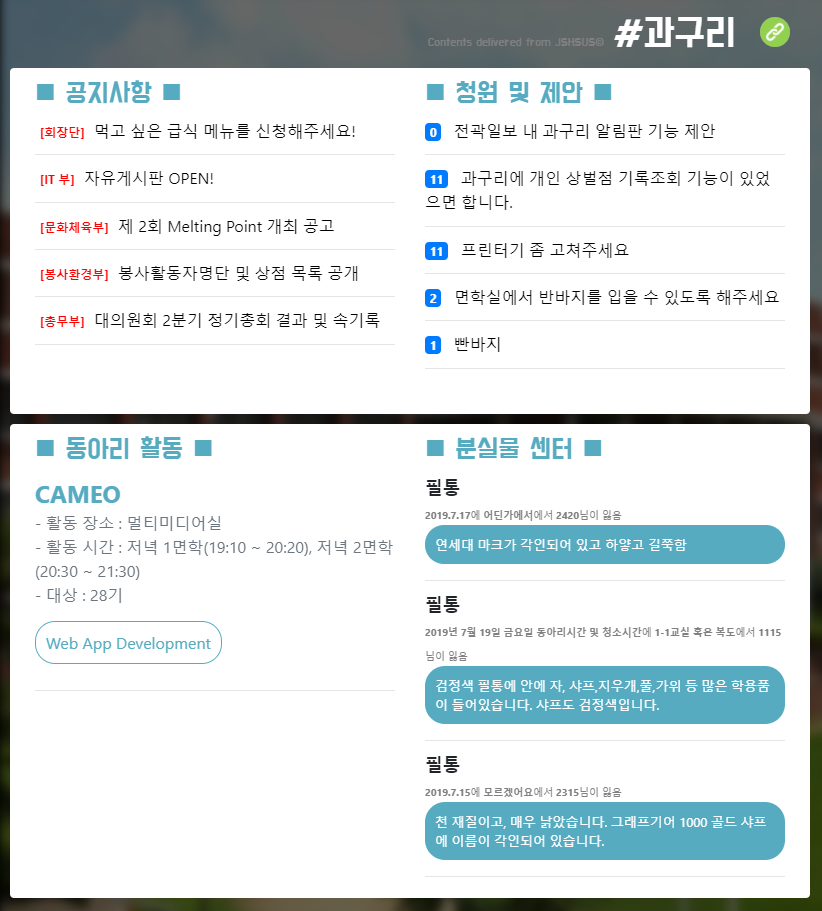 Contents delivered from JSHSUS© #과구리
■ 공지사항 ■
[회장단] 먹고 싶은 급식 메뉴를 신청해주세요!
[IT 부] 자유게시판 OPEN!
[문화체육부] 제 2회 Melting Point 개최 공고
[봉사환경부] 봉사활동자명단 및 상점 목록 공개
[총무부] 대의원회 2분기 정기총회 결과 및 속기록
■ 청원 및 제안 ■
0 전곽일보 내 과구리 알림판 기능 제안
11 과구리에 개인 상벌점 기록조회 기능이 있었
으면 합니다.
11 프린터기 좀 고쳐주세요
2 면학실에서 반바지를 입을 수 있도록 해주세요
1 빤바지
■ 동아리 활동 ■
CAMEO
- 활동 장소 : 멀티미디어실
- 활동 시간 : 저녁 1면학(19:10 ~ 20:20), 저녁 2면학
(20:30 ~ 21:30)
- 대상 : 28기
Web App Development
■ 분실물 센터 ■
필통
2019.7.17에 어딘가에서에서 2420님이 잃음
연세대 마크가 각인되어 있고 하얗고 길쭉함
필통
2019년 7월 19일 금요일 동아리시간 및 청소시간에 1-1교실 혹은 복도에서 1115
님이 잃음
검정색 필통에 안에 자, 샤프,지우개,풀,가위 등 많은 학용품
이 들어있습니다. 샤프도 검정색입니다.
필통
2019.7.15에 모르겠어요에서 2315님이 잃음
천 재질이고, 매우 낡았습니다. 그래프기어 1000 골드 샤프
에 이름이 각인되어 있습니다.